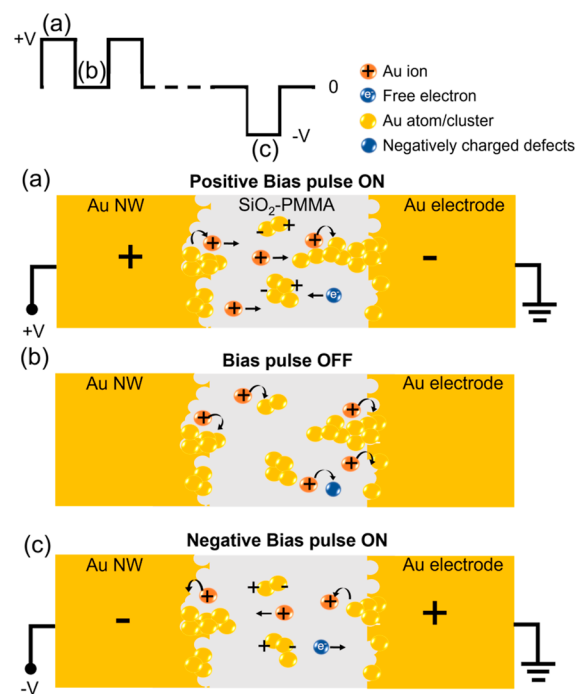 (a)
+V
(b)
0
-V
(c)
+ Au ion
e- Free electron
Au atom/cluster
Negatively charged defects
(a)
Positive Bias pulse ON
Au NW
SiO2-PMMA
Au electrode
+
-
+
+
+
+
- +
- +
e-
+V
(b)
Bias pulse OFF
Au NW
Au electrode
+
+
+
+
+
(c)
Negative Bias pulse ON
Au NW
Au electrode
-
+
+ -
+
+
+
+ -
e-
-V